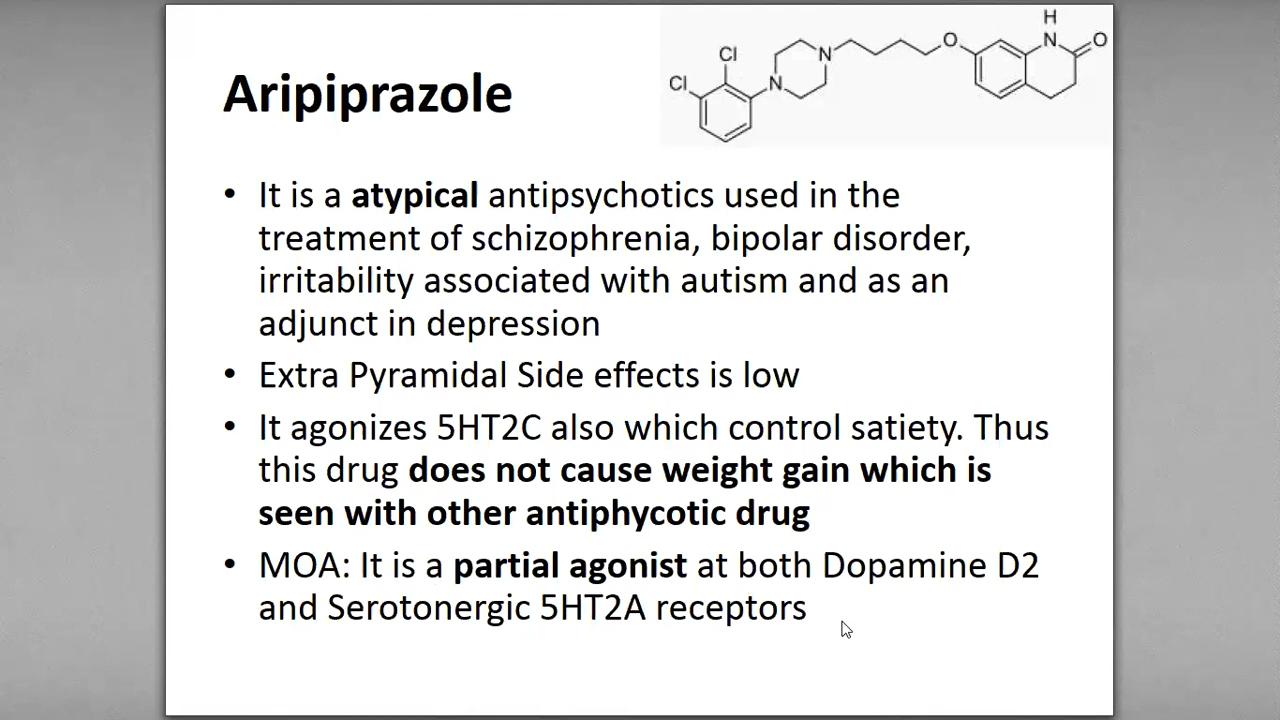 Aripiprazole
Cl
Cl
N
N
O
H
N
O
• It is a atypical antipsychotics used in the
treatment of schizophrenia, bipolar disorder,
irritability associated with autism and as an
adjunct in depression
• Extra Pyramidal Side effects is low
• It agonizes 5HT2C also which control satiety. Thus
this drug does not cause weight gain which is
seen with other antiphycotic drug
• MOA: It is a partial agonist at both Dopamine D2
and Serotonergic 5HT2A receptors